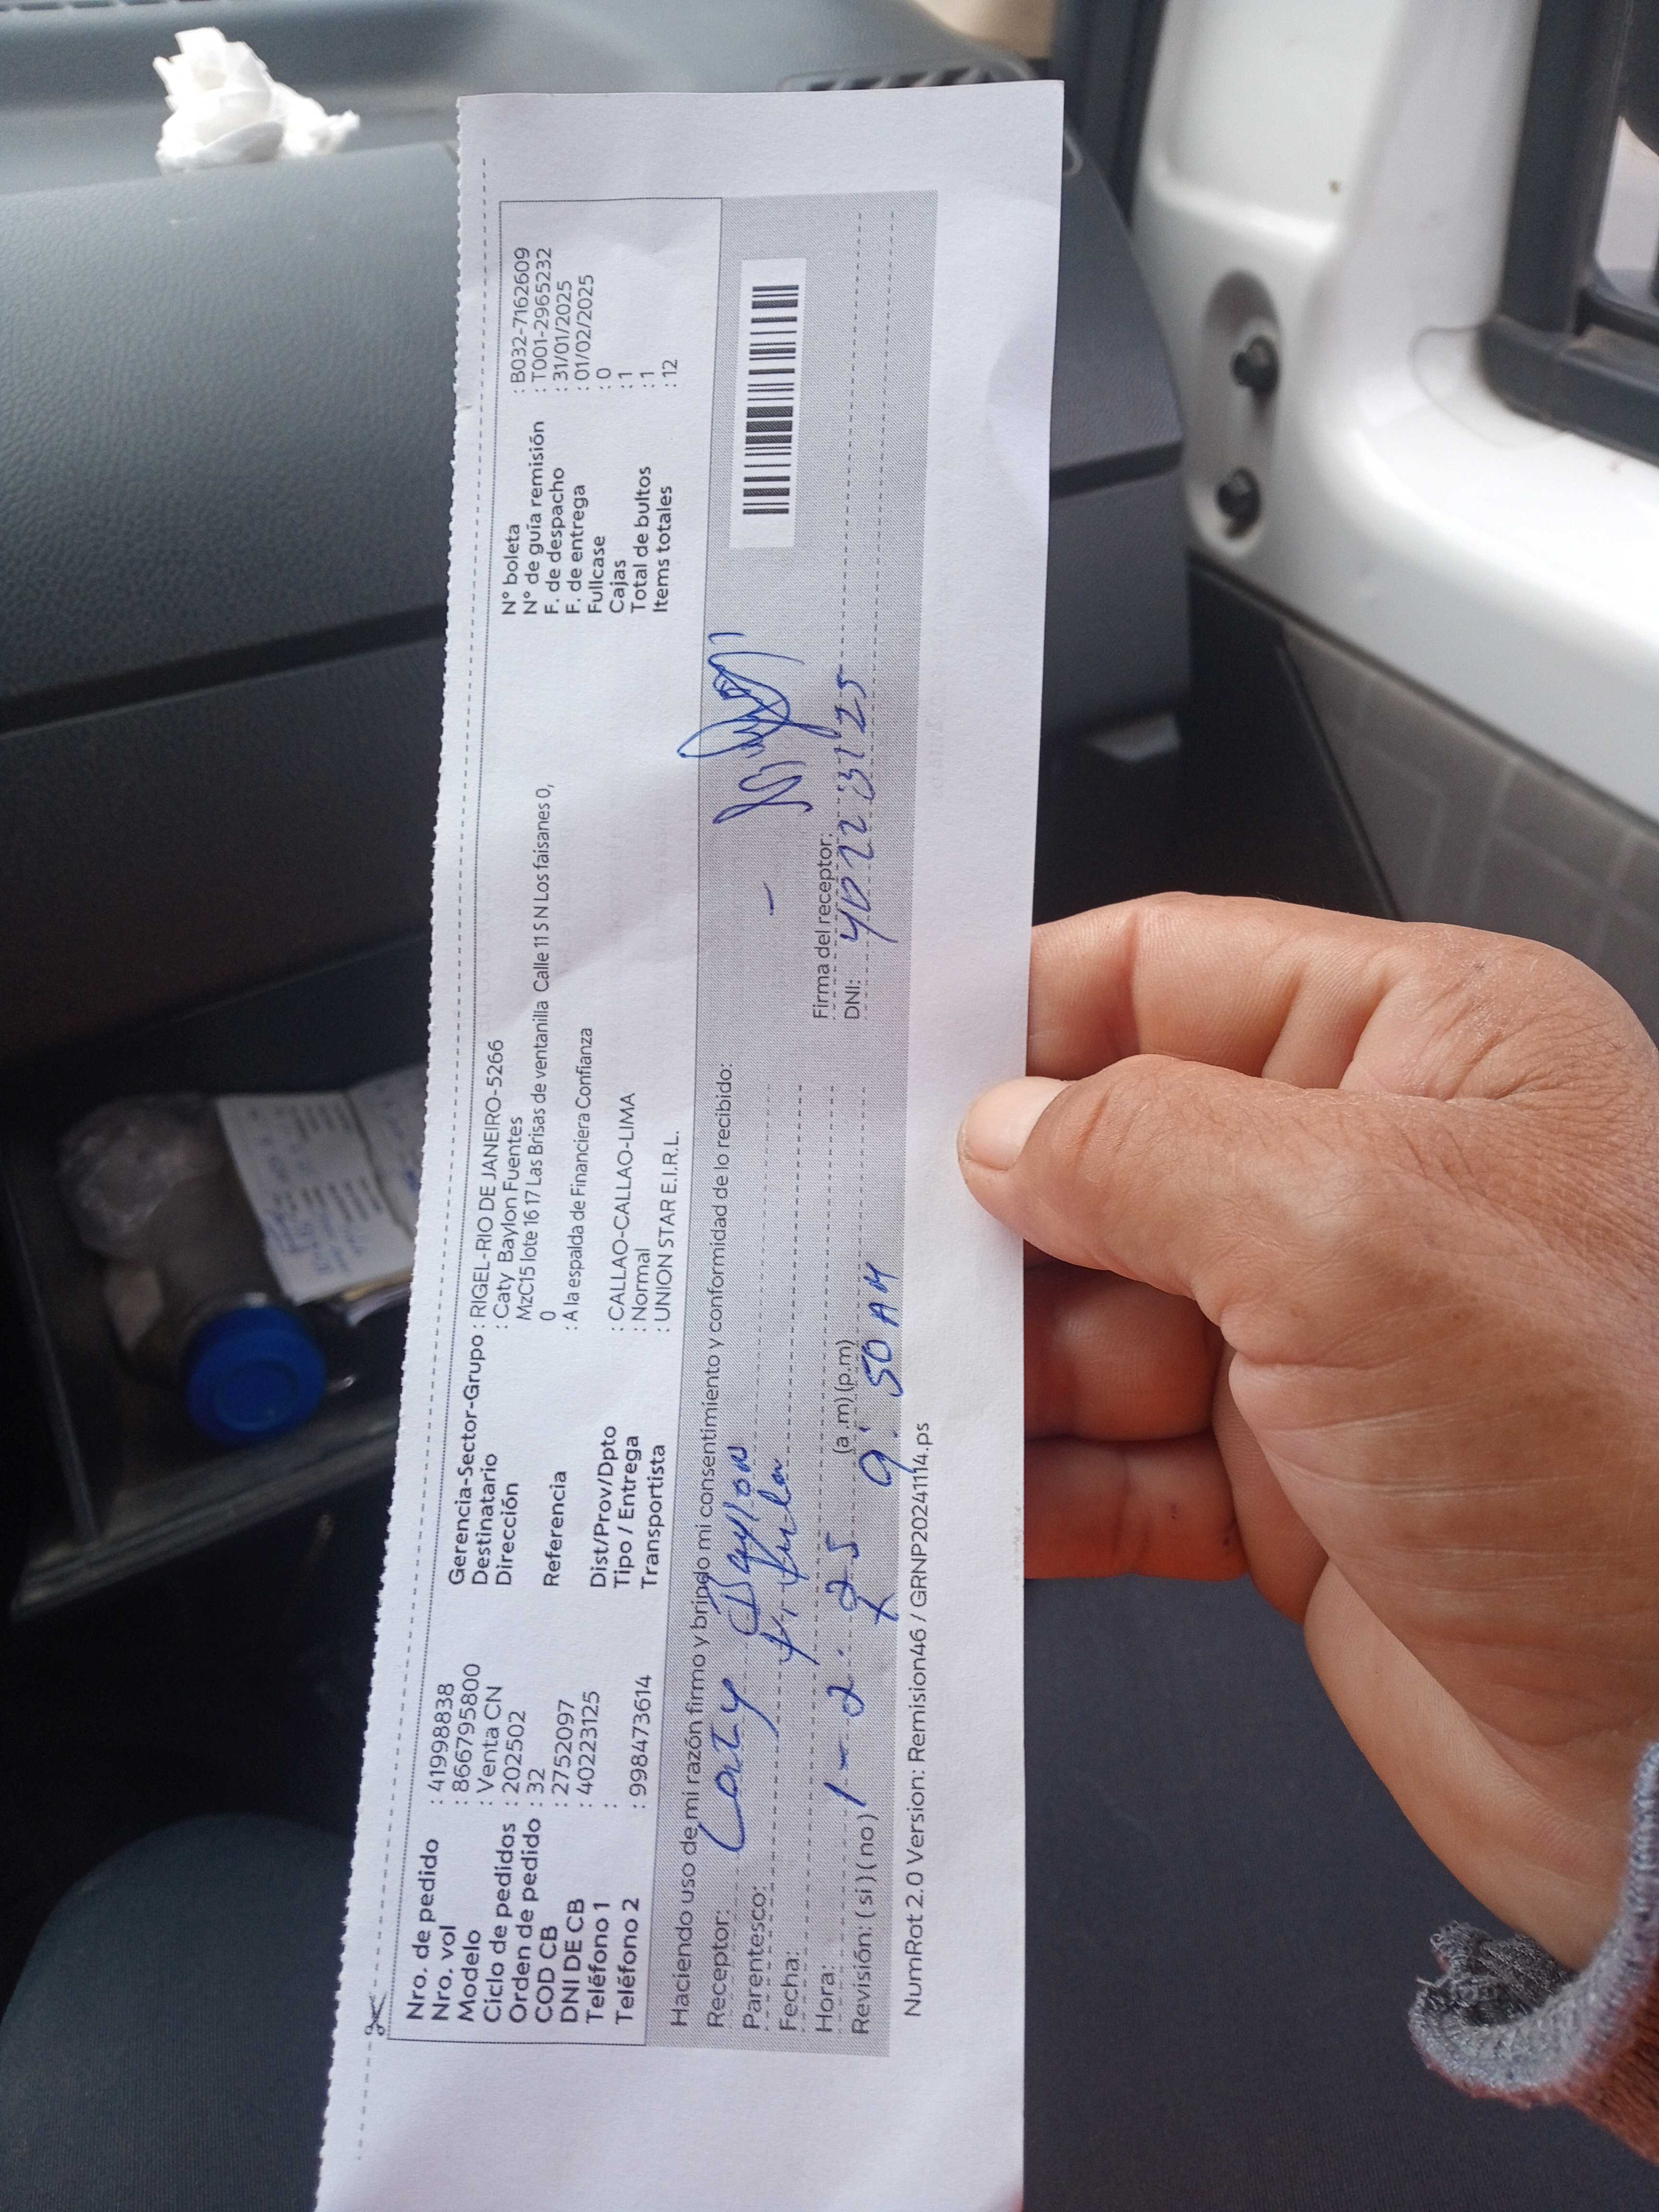 Nro. de pedido : 41998838
Nro. vol : 866795800
Modelo : Venta CN
Ciclo de pedidos : 202502
Orden de pedido : 32
COD CB : 2752097
DNI DE CB : 40223125
Teléfono 1 :
Teléfono 2 : 998473614
Gerencia-Sector-Grupo : RIGEL-RIO DE JANEIRO-5266
Destinatario : Caty Baylon Fuentes
Dirección MzC15 lote 16 17 Las Brisas de ventanilla Calle 11 S N Los faisanes 0,
0
Referencia : A la espalda de Financiera Confianza
Dist/Prov/Dpto : CALLAO-CALLAO-LIMA
Tipo / Entrega : Normal
Transportista : UNION STAR E.I.R.L.
N° boleta : B032-7162609
N° de guía remisión : T001-2965232
F. de despacho : 31/01/2025
F. de entrega : 01/02/2025
Fullcase : 0
Cajas : 1
Total de bultos : 1
Items totales : 12
Haciendo uso de mi razón firmo y brindo mi consentimiento y conformidad de lo recibido:
Receptor: Caty Baylon
Parentesco:
Fecha: 1-2-25
Hora: 9:50 AM (a.m) (p.m)
Revisión: (si) (no)
Firma del receptor:
DNI: 40223125
NumRot 2.0 Version: Remision46 / GRNP20241114.ps